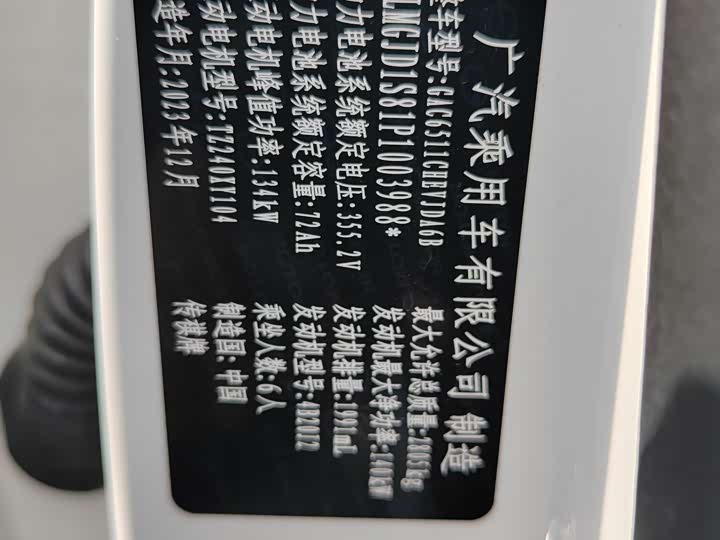 广汽乘用车有限公司 制造
车型号:GAC6511CHEVJDA6B 最大允许总质量:
LMGJD1S81P1003988* 发动机最大净功率:140kW
力电池系统额定电压:355.2V 发动机排量:1991mL
力电池系统额定容量:72Ah 发动机型号:4B20J2
动电机峰值功率:134kW 乘坐人数:6人
动电机型号:TZ240XY104 制造国:中国
造年月:2023年12月 传祺牌